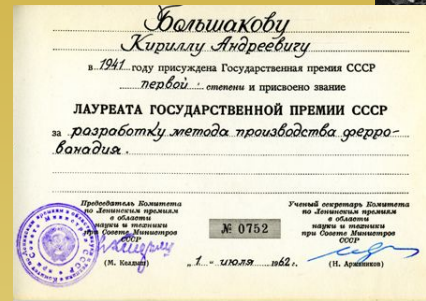 Большакову
Кириллу Андреевичу
в 1941 году присуждена Государственная премия СССР
первой степени и присвоено звание
ЛАУРЕАТА ГОСУДАРСТВЕННОЙ ПРЕМИИ СССР
за разработку метода производства ферро-
ванадия.
Председатель Комитета
по Ленинским премиям
в области
науки и техники
при Совете Министров
СССР
(М. Келдыш)
№ 0752
„1" июля 1962 г.
Ученый секретарь Комитета
по Ленинским премиям
в области
науки и техники
при Совете Министров
СССР
(Н. Аржаников)